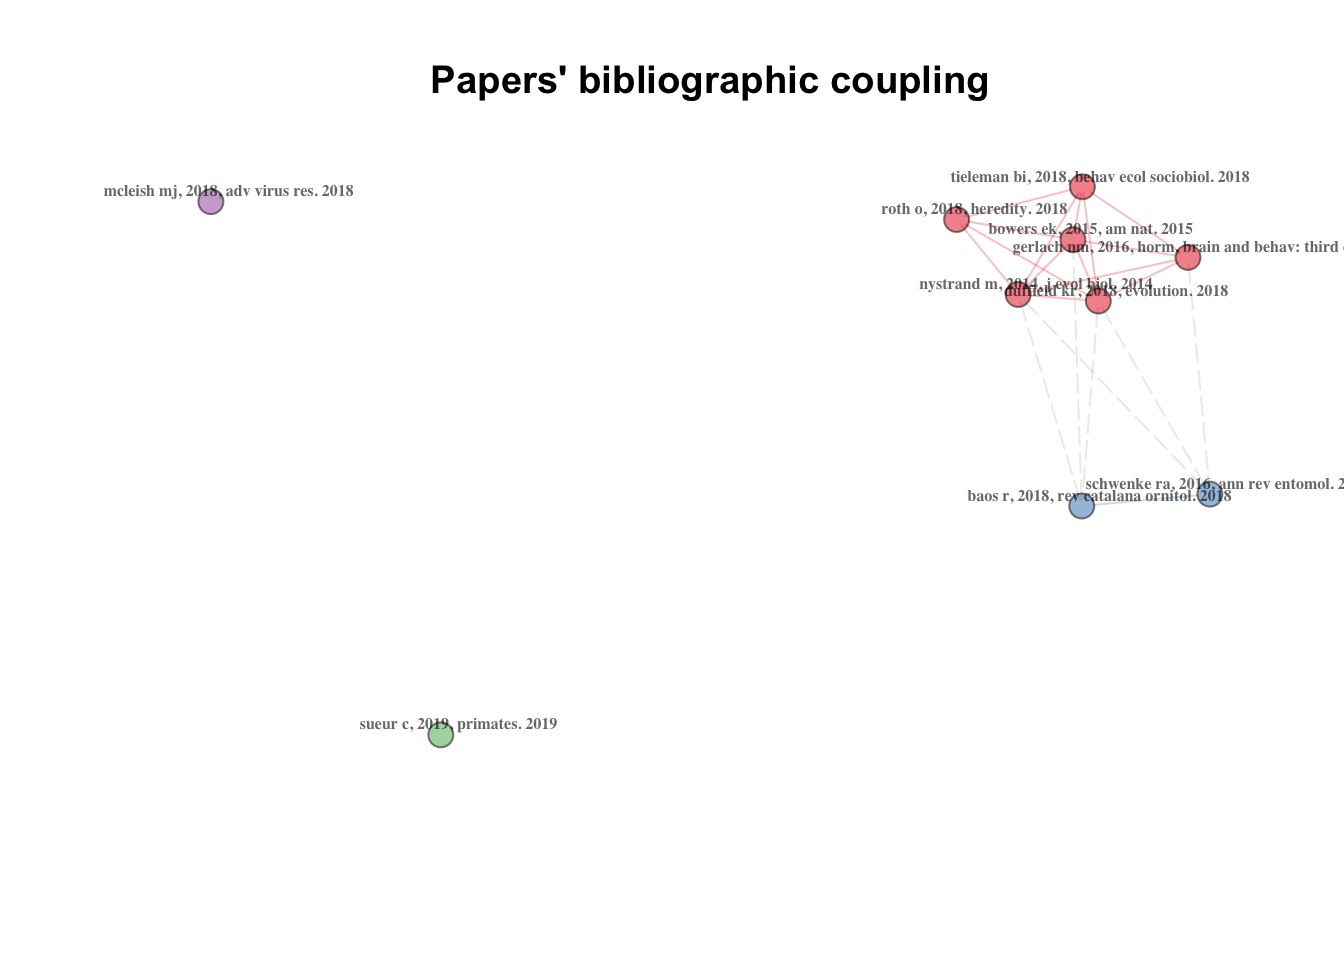 Papers' bibliographic coupling
tieleman bi, 2018, behav ecol sociobiol. 2018
mcleish mj, 2018, adv virus res. 2018
roth o, 2018, heredity. 2018
bowers ek, 2015, am nat. 2015
gerlach nm, 2016, horm, brain and behav: third
nystrand m, 2014, j evol biol. 2014
duffield kr, 2018, evolution. 2018
schwenke ra, 2016, ann rev entomol.
baos r, 2018, rev catalana ornitol. 2018
sueur c, 2019, primates. 2019